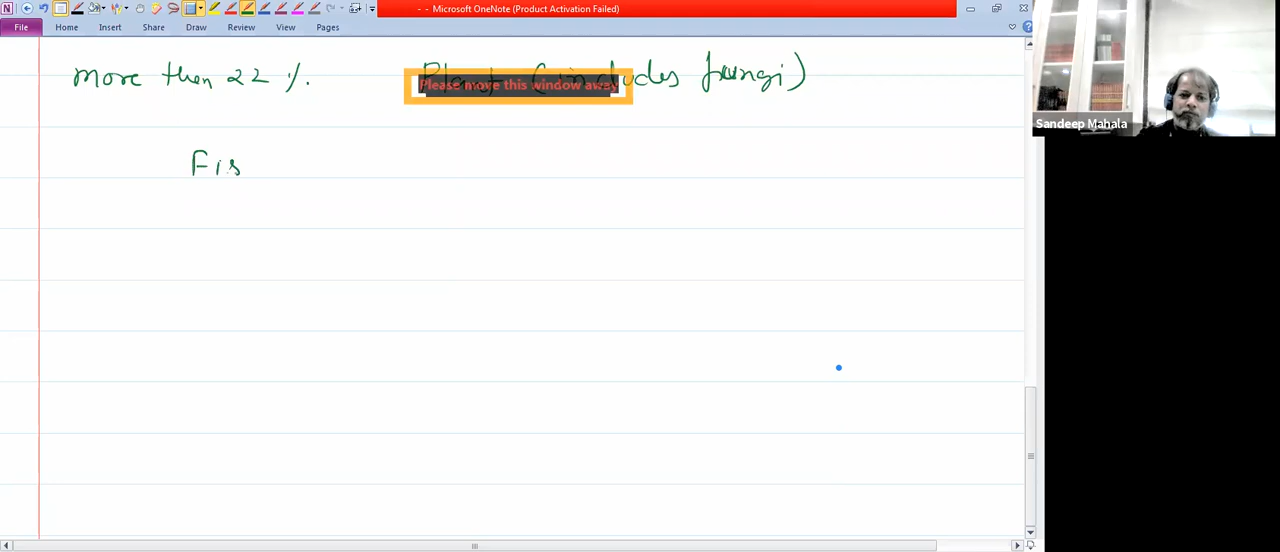 - - Microsoft OneNote (Product Activation Failed)
File Home Insert Share Draw Review View Pages
more then 22 %. Plant (includes fungi)
Please move this window away
Fis
Sandeep Mahala